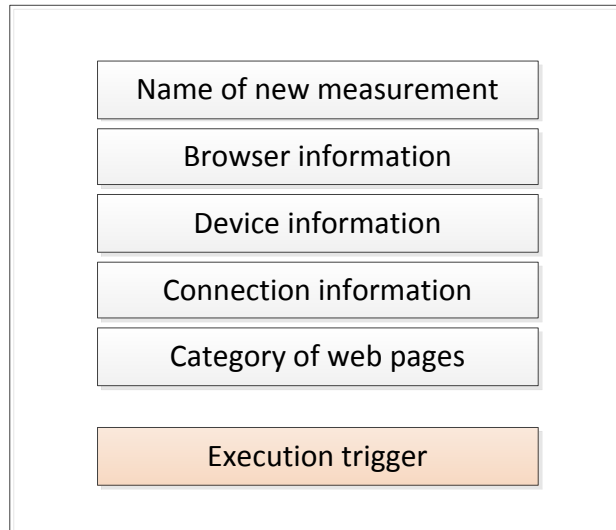 Name of new measurement
Browser information
Device information
Connection information
Category of web pages
Execution trigger